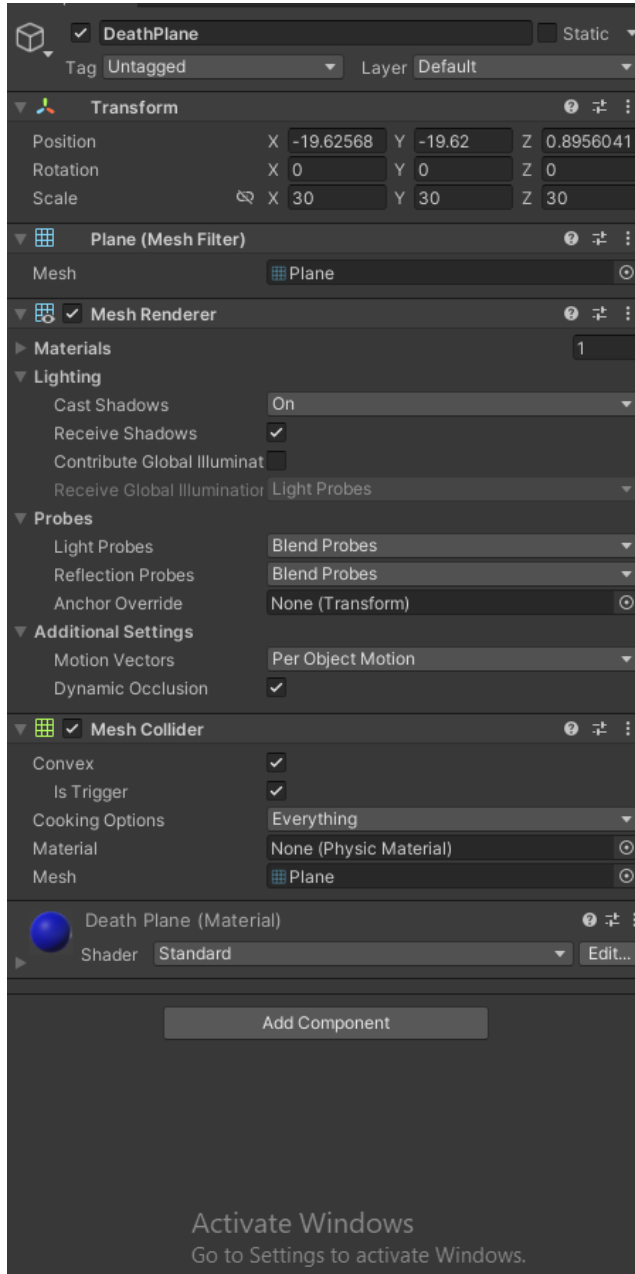 DeathPlane Static
Tag Untagged Layer Default
Transform
Position X -19.62568 Y -19.62 Z 0.8956041
Rotation X 0 Y 0 Z 0
Scale X 30 Y 30 Z 30
Plane (Mesh Filter)
Mesh Plane
Mesh Renderer
Materials 1
Lighting
Cast Shadows On
Receive Shadows
Contribute Global Illuminat
Receive Global Illumination Light Probes
Probes
Light Probes Blend Probes
Reflection Probes Blend Probes
Anchor Override None (Transform)
Additional Settings
Motion Vectors Per Object Motion
Dynamic Occlusion
Mesh Collider
Convex
Is Trigger
Cooking Options Everything
Material None (Physic Material)
Mesh Plane
Death Plane (Material)
Shader Standard Edit...
Add Component
Activate Windows
Go to Settings to activate Windows.